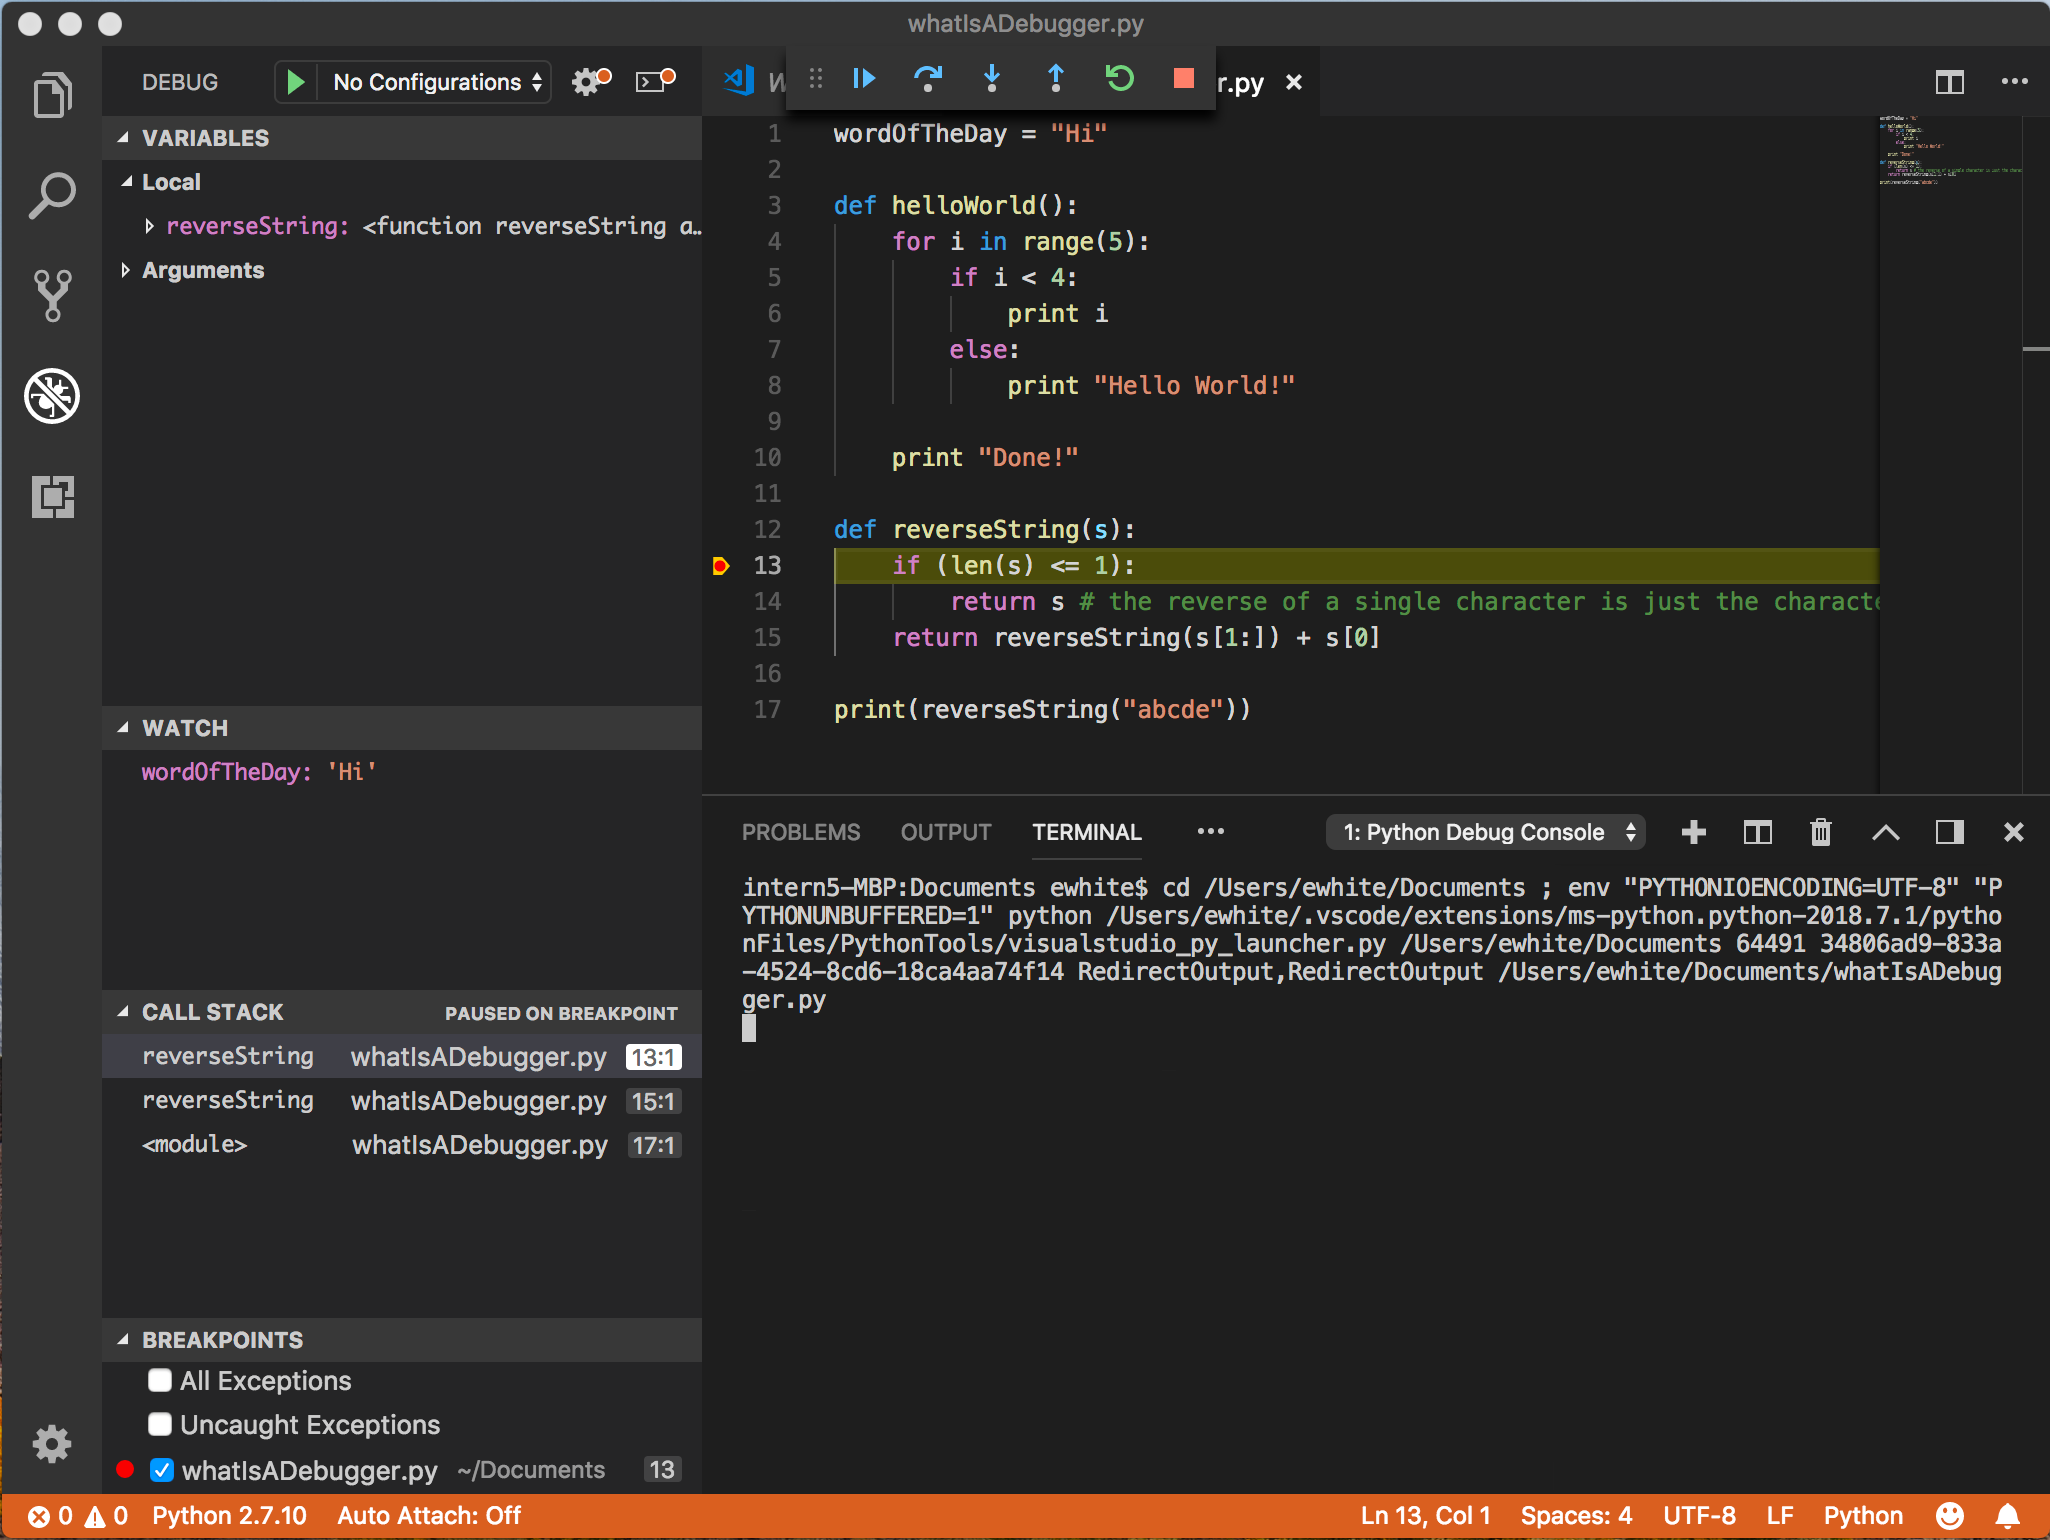 whatIsADebugger.py
DEBUG No Configurations
r.py
VARIABLES
Local
reverseString: <function reverseString a…
Arguments
WATCH
wordOfTheDay: 'Hi'
CALL STACK PAUSED ON BREAKPOINT
reverseString whatIsADebugger.py 13:1
reverseString whatIsADebugger.py 15:1
<module> whatIsADebugger.py 17:1
BREAKPOINTS
All Exceptions
Uncaught Exceptions
whatIsADebugger.py ~/Documents 13
1 wordOfTheDay = "Hi"
2
3 def helloWorld():
4     for i in range(5):
5         if i < 4:
6             print i
7         else:
8             print "Hello World!"
9
10     print "Done!"
11
12 def reverseString(s):
13     if (len(s) <= 1):
14         return s # the reverse of a single character is just the characte
15     return reverseString(s[1:]) + s[0]
16
17 print(reverseString("abcde"))
PROBLEMS OUTPUT TERMINAL ••• 1: Python Debug Console
intern5-MBP:Documents ewhite$ cd /Users/ewhite/Documents ; env "PYTHONIOENCODING=UTF-8" "P
YTHONUNBUFFERED=1" python /Users/ewhite/.vscode/extensions/ms-python.python-2018.7.1/pytho
nFiles/PythonTools/visualstudio_py_launcher.py /Users/ewhite/Documents 64491 34806ad9-833a
-4524-8cd6-18ca4aa74f14 RedirectOutput,RedirectOutput /Users/ewhite/Documents/whatIsADebug
ger.py
0 0 Python 2.7.10 Auto Attach: Off Ln 13, Col 1 Spaces: 4 UTF-8 LF Python